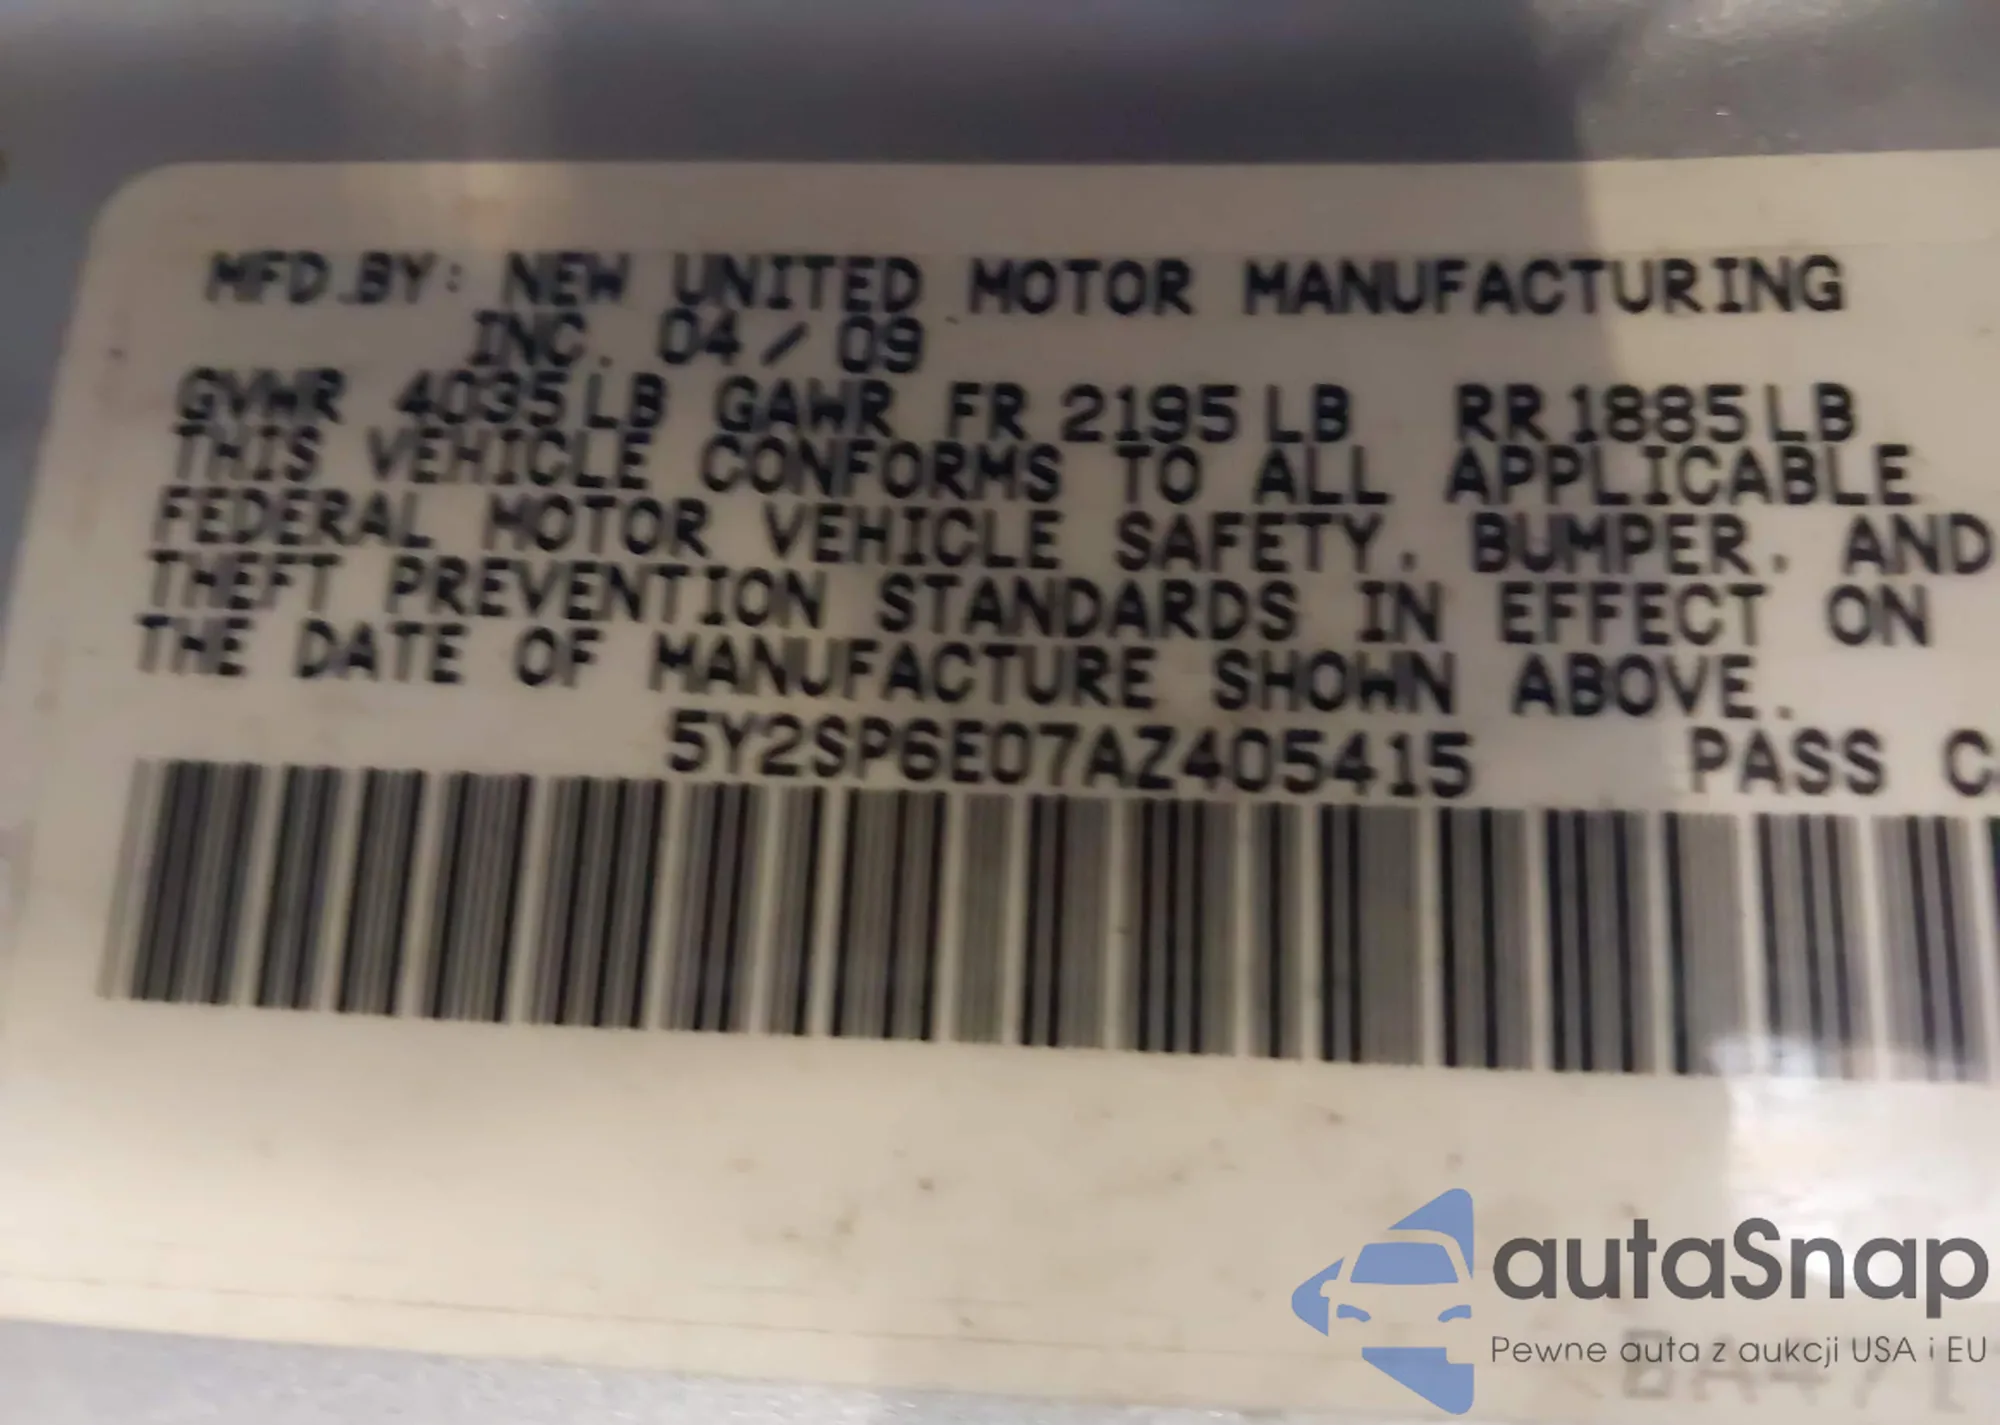 MFD.BY: NEW UNITED MOTOR MANUFACTURING
INC. 04/09
GVWR 4035LB GAWR FR 2195LB RR1885LB
THIS VEHICLE CONFORMS TO ALL APPLICABLE
FEDERAL MOTOR VEHICLE SAFETY, BUMPER, AND
THEFT PREVENTION STANDARDS IN EFFECT ON
THE DATE OF MANUFACTURE SHOWN ABOVE.
5Y2SP6E07AZ405415 PASS
autaSnap
Pewne auta z aukcji USA i EU